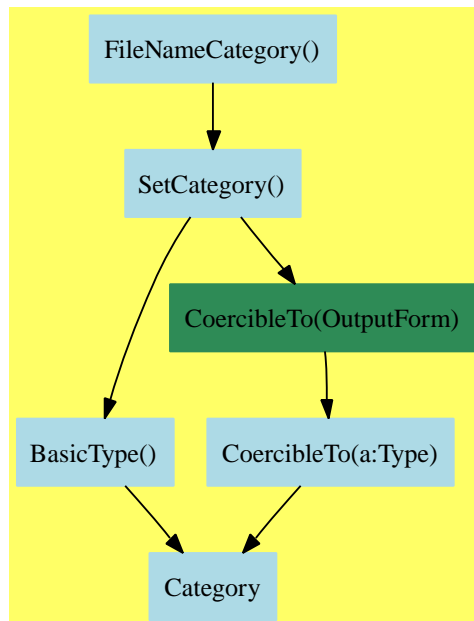 FileNameCategory()
SetCategory()
CoercibleTo(OutputForm)
BasicType()
CoercibleTo(a:Type)
Category